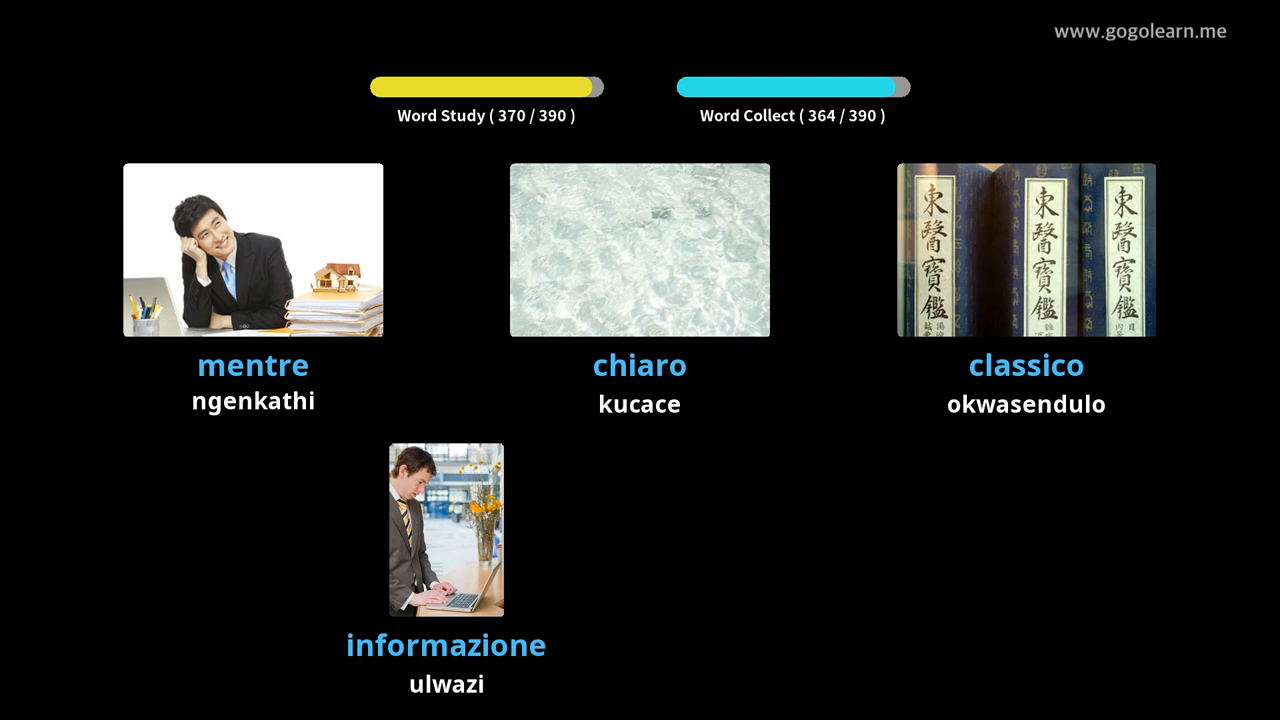 www.gogolearn.me
Word Study ( 370 / 390 )
Word Collect ( 364 / 390 )
東醫寶鑑
東醫寶鑑
東醫寶鑑
mentre
chiaro
classico
ngenkathi
kucace
okwasendulo
informazione
ulwazi